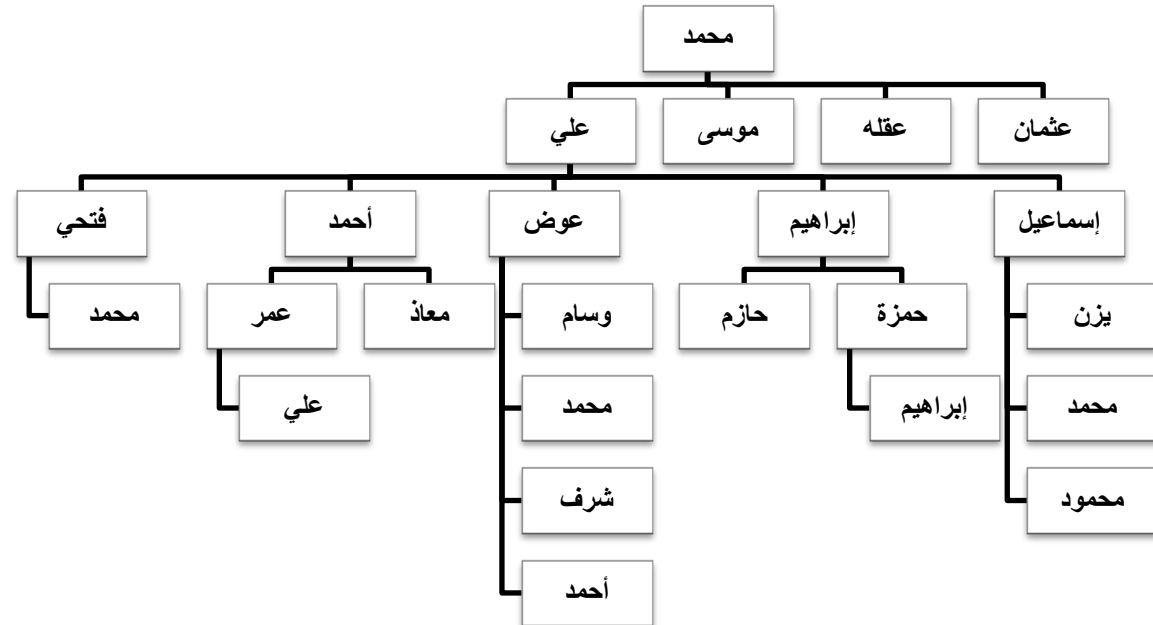 محمد
عثمان
عقله
موسى
علي
إسماعيل
إبراهيم
عوض
أحمد
فتحي
يزن
حمزة
حازم
وسام
معاذ
عمر
محمد
محمد
إبراهيم
محمد
علي
محمود
شرف
أحمد